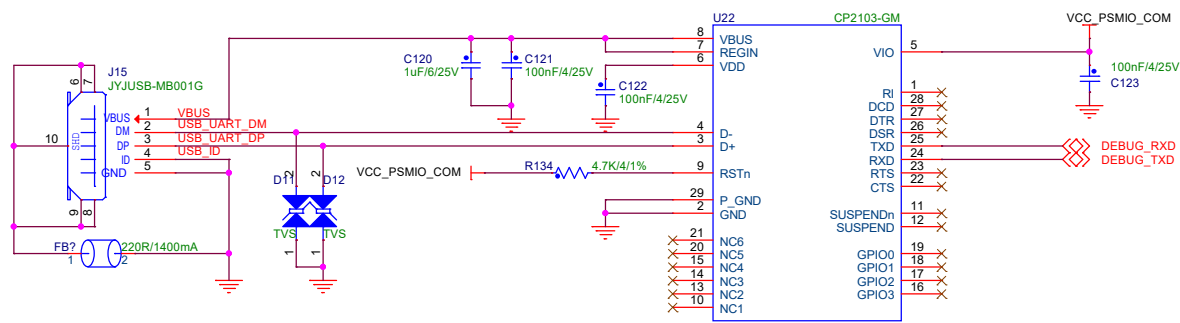 U22 CP2103-GM VCC_PSMIO_COM
8 VBUS
7 REGIN
6 VDD
5 VIO
C120
1uF/6/25V
C121
100nF/4/25V
C122
100nF/4/25V
100nF/4/25V
C123
J15
JYJUSB-MB001G
6 7
10 SHD
VBUS 1 VBUS
DM 2 USB_UART_DM
DP 3 USB_UART_DP
ID 4 USB_ID
GND 5
9 8
FB? 220R/1400mA
1 2
D11 2 D12 2
TVS TVS
1 1
4 D-
3 D+
VCC_PSMIO_COM R134 4.7K/4/1% 9 RSTn
29 P_GND
2 GND
21 NC6
20 NC5
15 NC4
14 NC3
13 NC2
10 NC1
RI 1
DCD 28
DTR 27
DSR 26
TXD 25 DEBUG_RXD
RXD 24 DEBUG_TXD
RTS 23
CTS 22
SUSPENDn 11
SUSPEND 12
GPIO0 19
GPIO1 18
GPIO2 17
GPIO3 16